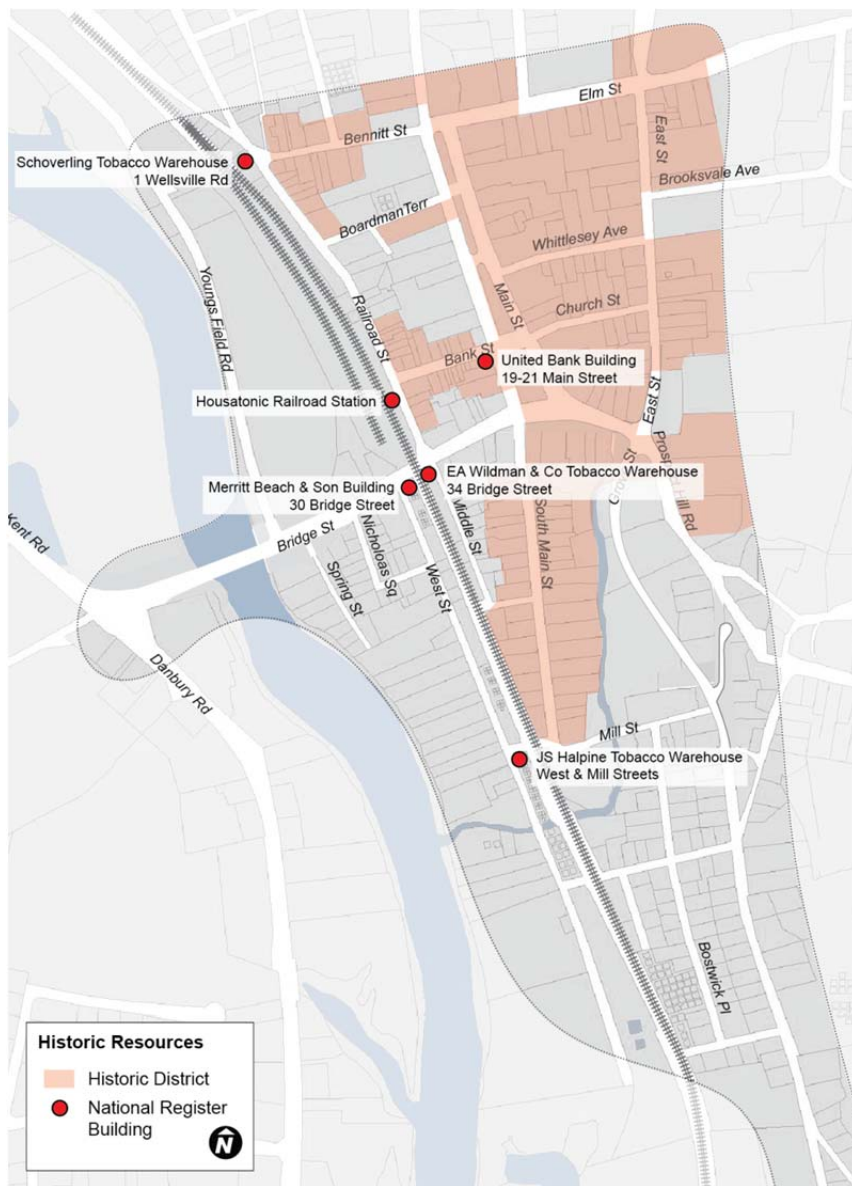 Elm St
Bennitt St
East St
Schoverling Tobacco Warehouse
1 Wellsville Rd
Brooksvale Ave
Boardman Terr
Whittlesey Ave
Youngs Field Rd
Railroad St
Main St
Church St
Bank St
United Bank Building
19-21 Main Street
Housatonic Railroad Station
East St
Prospect Hill Rd
EA Wildman & Co Tobacco Warehouse
34 Bridge Street
Merritt Beach & Son Building
30 Bridge Street
Kent Rd
Bridge St
Nicholoas Sq
Middle St
South Main St
Spring St
West St
Danbury Rd
Mill St
JS Halpine Tobacco Warehouse
West & Mill Streets
Bostwick Pl
Historic Resources
Historic District
National Register
Building
N